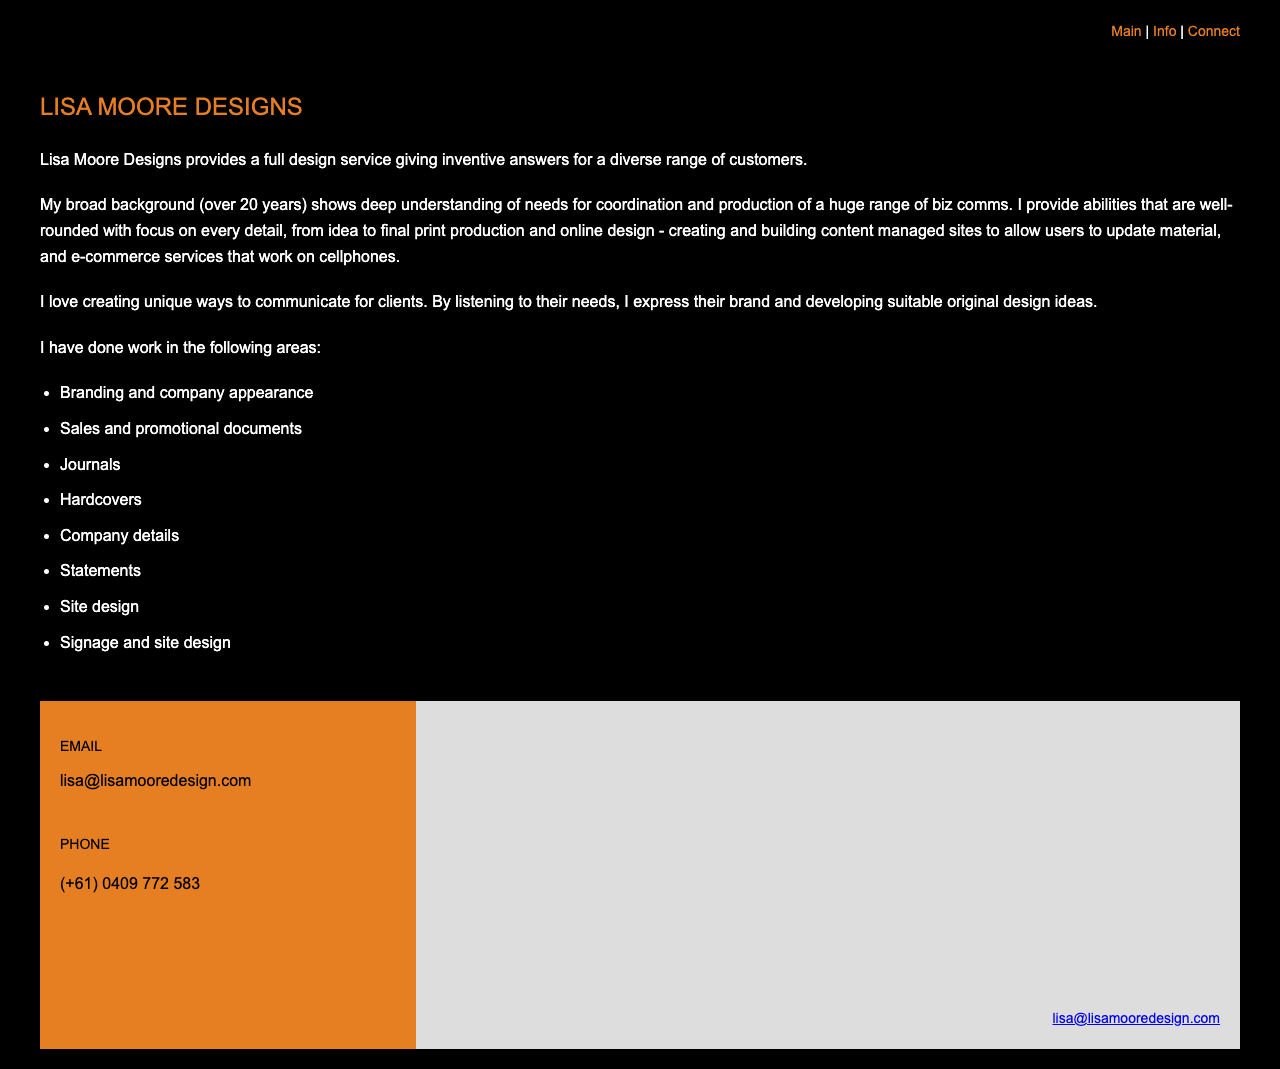 Main | Info | Connect
LISA MOORE DESIGNS
Lisa Moore Designs provides a full design service giving inventive answers for a diverse range of customers.
My broad background (over 20 years) shows deep understanding of needs for coordination and production of a huge range of biz comms. I provide abilities that are well-
rounded with focus on every detail, from idea to final print production and online design - creating and building content managed sites to allow users to update material,
and e-commerce services that work on cellphones.
I love creating unique ways to communicate for clients. By listening to their needs, I express their brand and developing suitable original design ideas.
I have done work in the following areas:
• Branding and company appearance
• Sales and promotional documents
• Journals
• Hardcovers
• Company details
• Statements
• Site design
• Signage and site design
EMAIL
lisa@lisamooredesign.com
PHONE
(+61) 0409 772 583
lisa@lisamooredesign.com